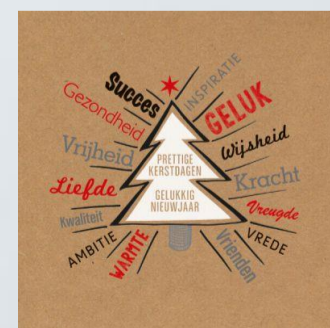 Succes
INSPIRATIE
Gezondheid
GELUK
Vrijheid
Wijsheid
PRETTIGE
KERSTDAGEN
Liefde
Kracht
GELUKKIG
NIEUWJAAR
Kwaliteit
Vreugde
AMBITIE
VREDE
WARMTE
Vrienden